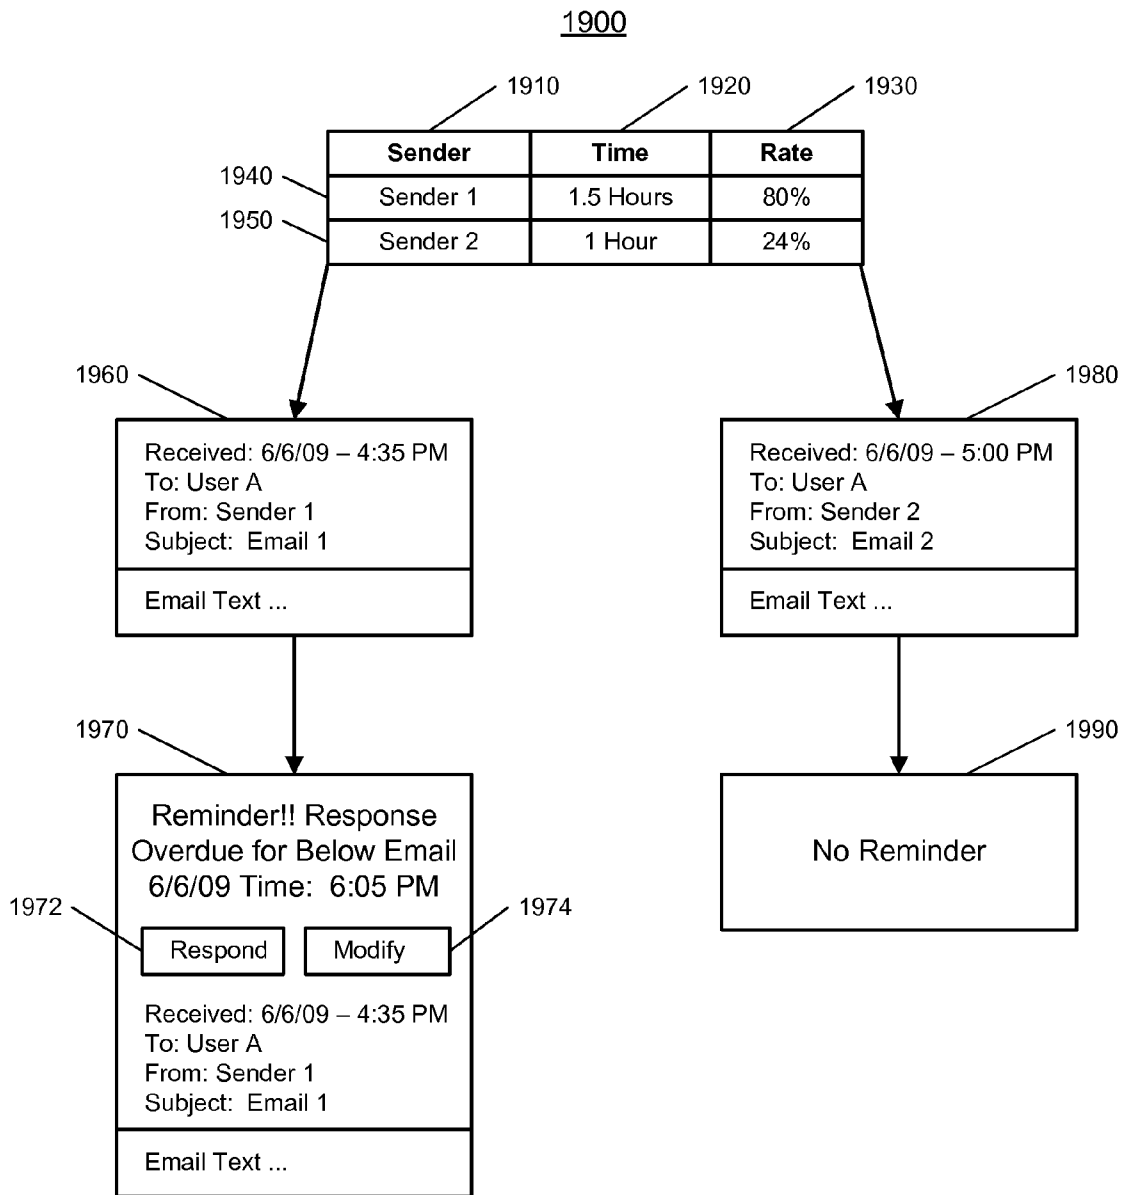 1900
1910
1920
1930
Sender Time Rate
1940
Sender 1 1.5 Hours 80%
1950
Sender 2 1 Hour 24%
1960
Received: 6/6/09 – 4:35 PM
To: User A
From: Sender 1
Subject:  Email 1
Email Text ...
1980
Received: 6/6/09 – 5:00 PM
To: User A
From: Sender 2
Subject:  Email 2
Email Text ...
1970
Reminder!! Response
Overdue for Below Email
6/6/09 Time:  6:05 PM
1972
Respond
Modify
1974
Received: 6/6/09 – 4:35 PM
To: User A
From: Sender 1
Subject:  Email 1
Email Text ...
1990
No Reminder